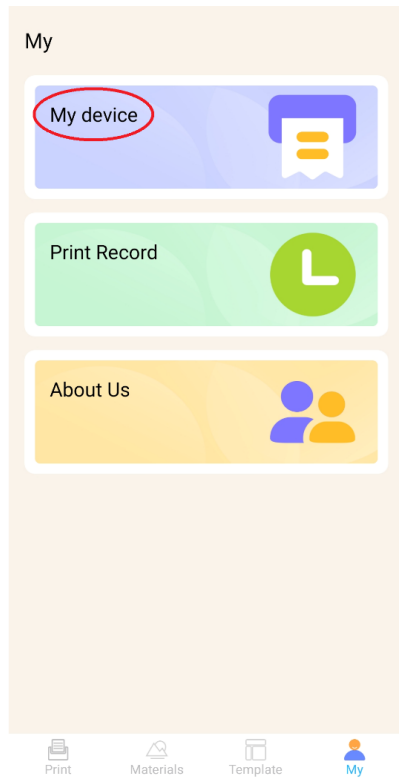 My
My device
Print Record
About Us
Print Materials Template My